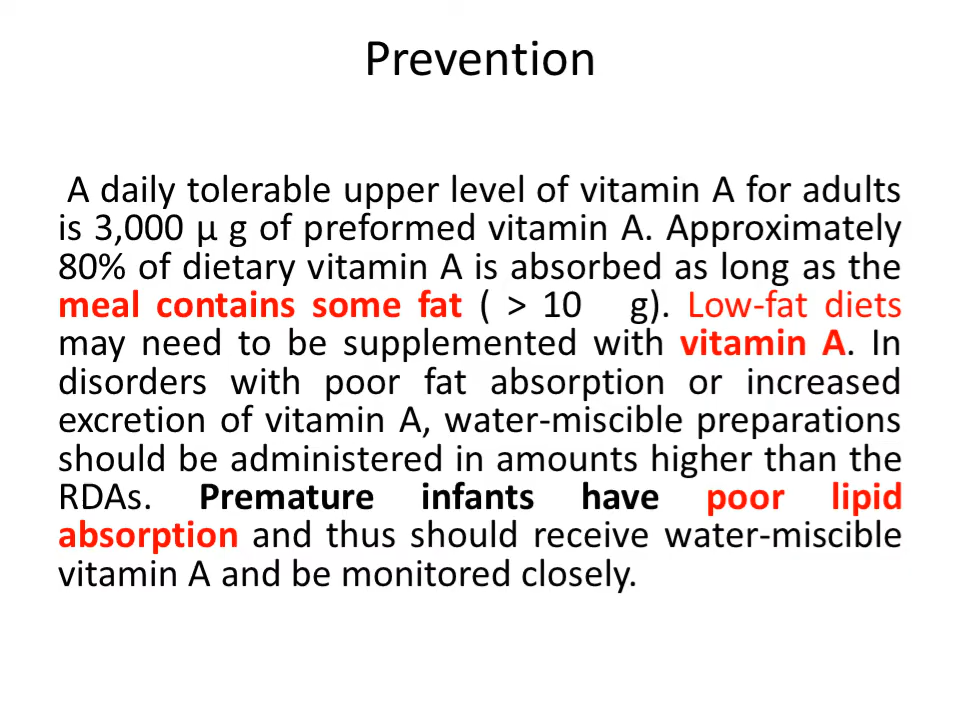 Prevention
A daily tolerable upper level of vitamin A for adults
is 3,000 µ g of preformed vitamin A. Approximately
80% of dietary vitamin A is absorbed as long as the
meal contains some fat ( > 10 g). Low-fat diets
may need to be supplemented with vitamin A. In
disorders with poor fat absorption or increased
excretion of vitamin A, water-miscible preparations
should be administered in amounts higher than the
RDAs. Premature infants have poor lipid
absorption and thus should receive water-miscible
vitamin A and be monitored closely.